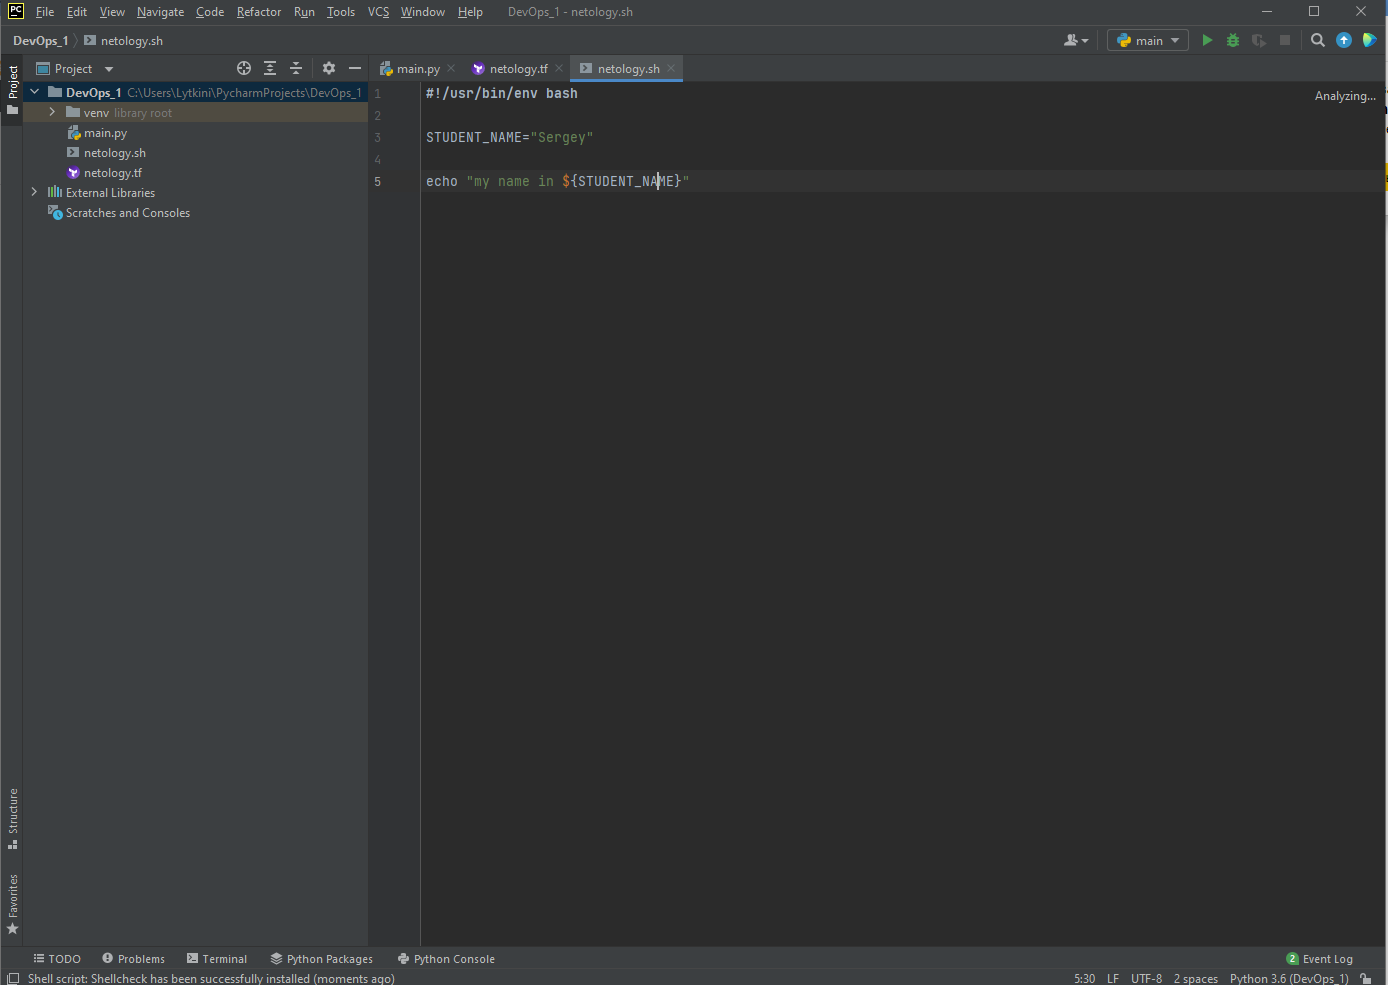 PC File Edit View Navigate Code Refactor Run Tools VCS Window Help DevOps_1 - netology.sh
DevOps_1 netology.sh main
Project main.py netology.tf netology.sh
Project
DevOps_1 C:\Users\Lytkini\PycharmProjects\DevOps_1
venv library root
main.py
netology.sh
netology.tf
External Libraries
Scratches and Consoles
1 #!/usr/bin/env bash
Analyzing...
2
3 STUDENT_NAME="Sergey"
4
5 echo "my name in ${STUDENT_NAME}"
Structure
Favorites
TODO Problems Terminal Python Packages Python Console 2 Event Log
Shell script: Shellcheck has been successfully installed (moments ago) 5:30 LF UTF-8 2 spaces Python 3.6 (DevOps_1)